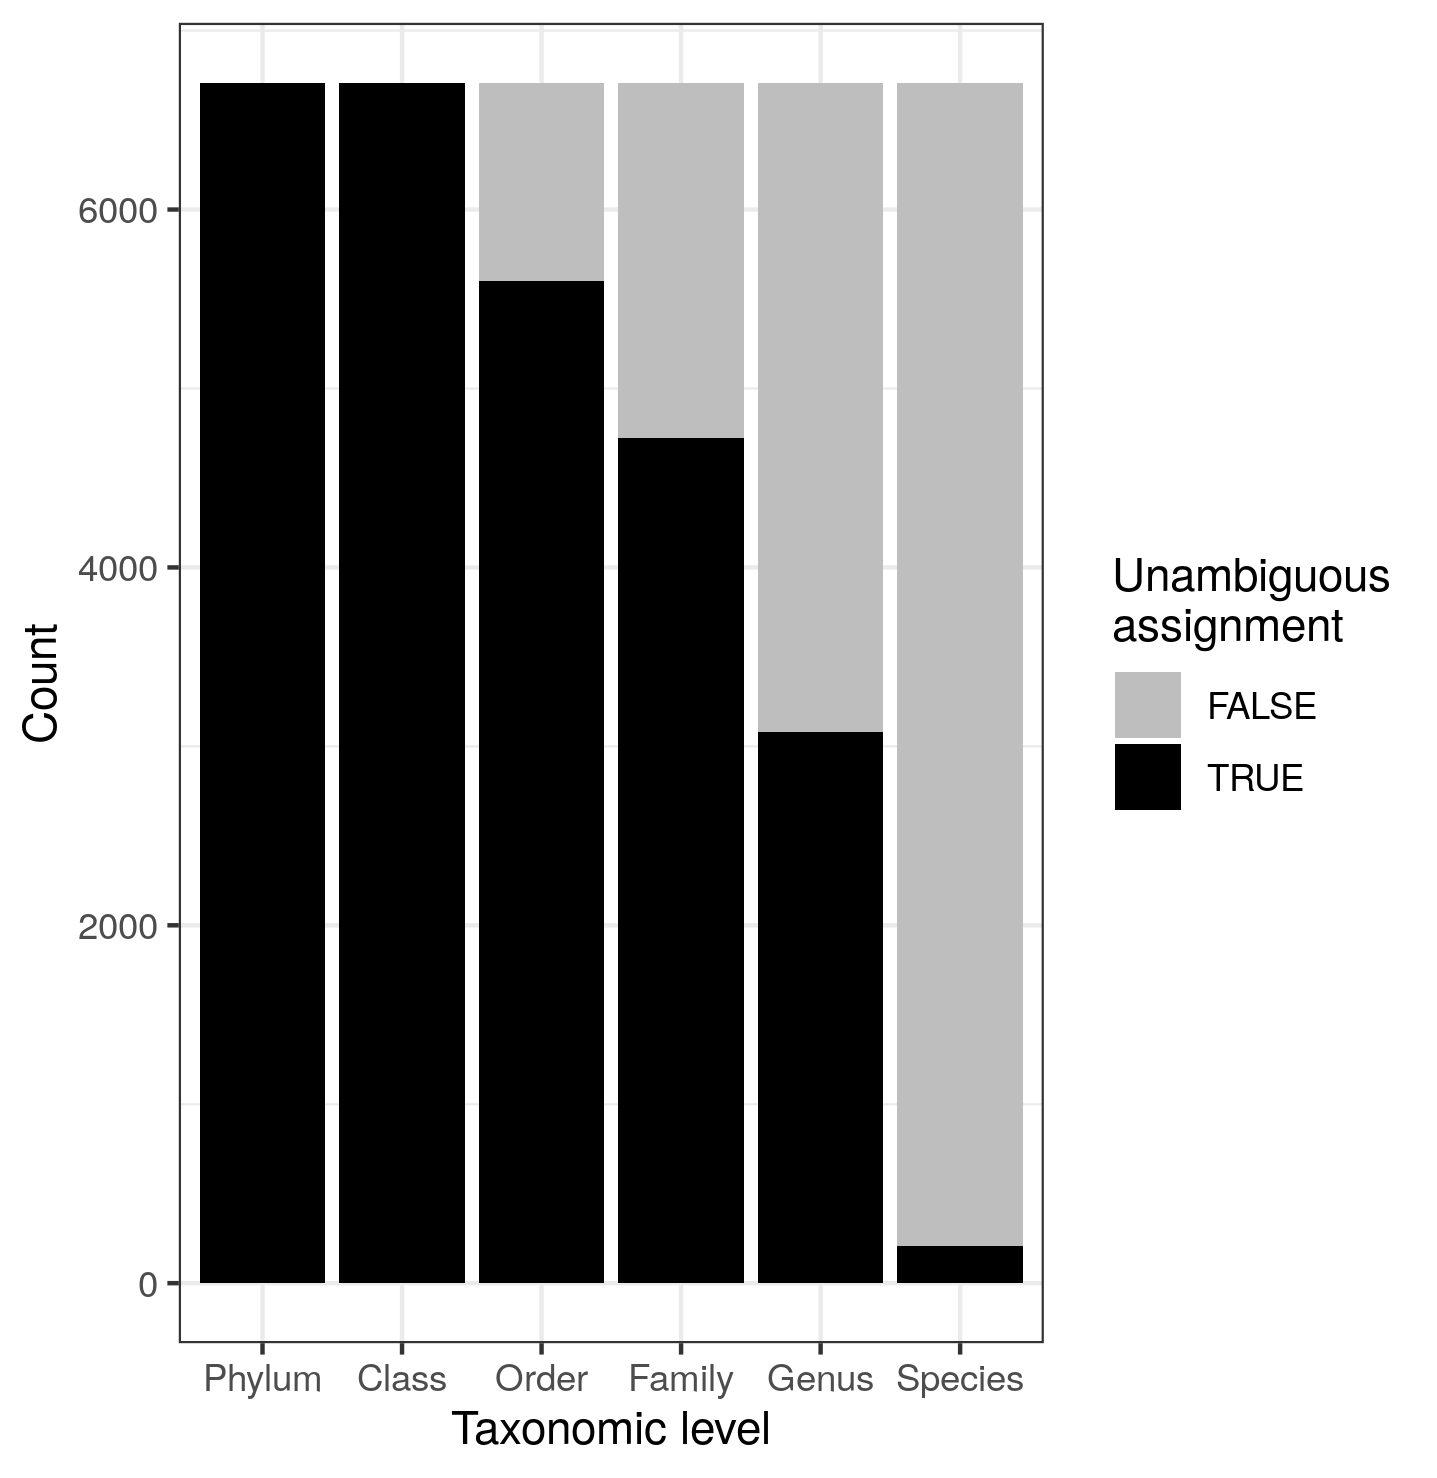 6000
4000
2000
0
Count
Phylum Class Order Family Genus Species
Taxonomic level
Unambiguous
assignment
FALSE
TRUE